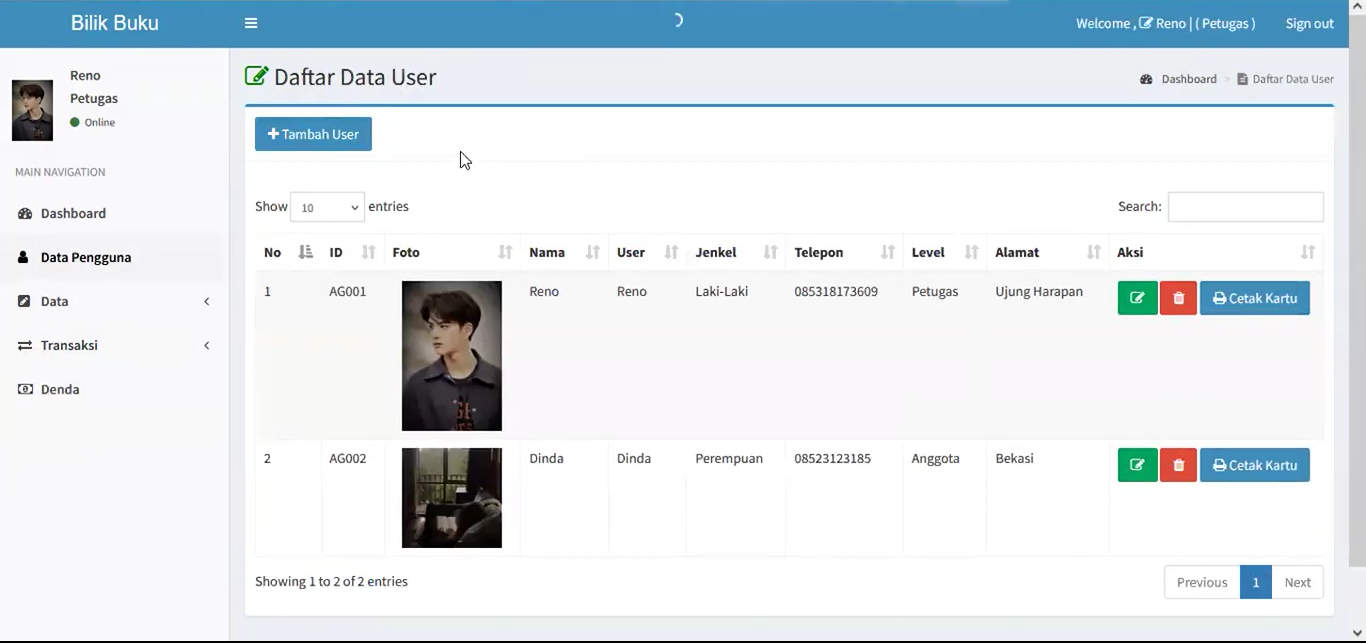 Bilik Buku
Welcome , Reno | ( Petugas )
Sign out
Reno
Petugas
Online
MAIN NAVIGATION
Dashboard
Data Pengguna
Data
Transaksi
Denda
Daftar Data User
Dashboard > Daftar Data User
Tambah User
Show 10 entries
Search:
No ID Foto Nama User Jenkel Telepon Level Alamat Aksi
1 AG001 Reno Reno Laki-Laki 085318173609 Petugas Ujung Harapan Cetak Kartu
2 AG002 Dinda Dinda Perempuan 08523123185 Anggota Bekasi Cetak Kartu
Showing 1 to 2 of 2 entries
Previous 1 Next